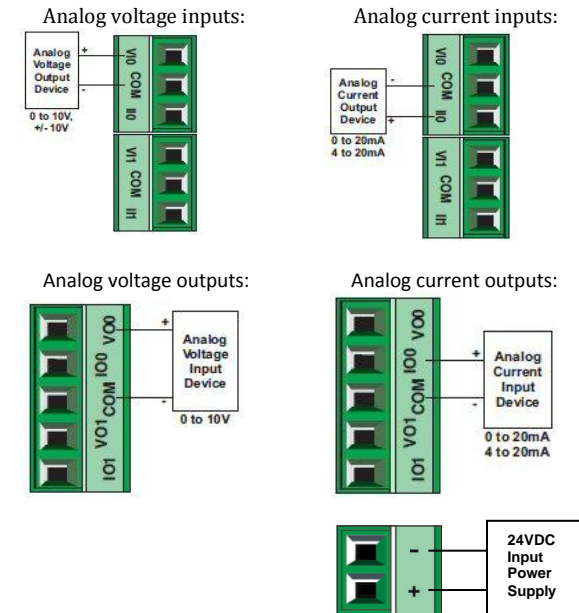 Analog voltage inputs:
Analog
Voltage
Output
Device
+
-
0 to 10V,
+/- 10V
VI0 COM II0
VI1 COM II1
Analog current inputs:
Analog
Current
Output
Device
-
+
0 to 20mA
4 to 20mA
VI0 COM II0
VI1 COM II1
Analog voltage outputs:
IO1 VO1 COM IO0 VO0
+
-
Analog
Voltage
Input
Device
0 to 10V
Analog current outputs:
IO1 VO1 COM IO0 VO0
+
-
Analog
Current
Input
Device
0 to 20mA
4 to 20mA
-
+
24VDC
Input
Power
Supply